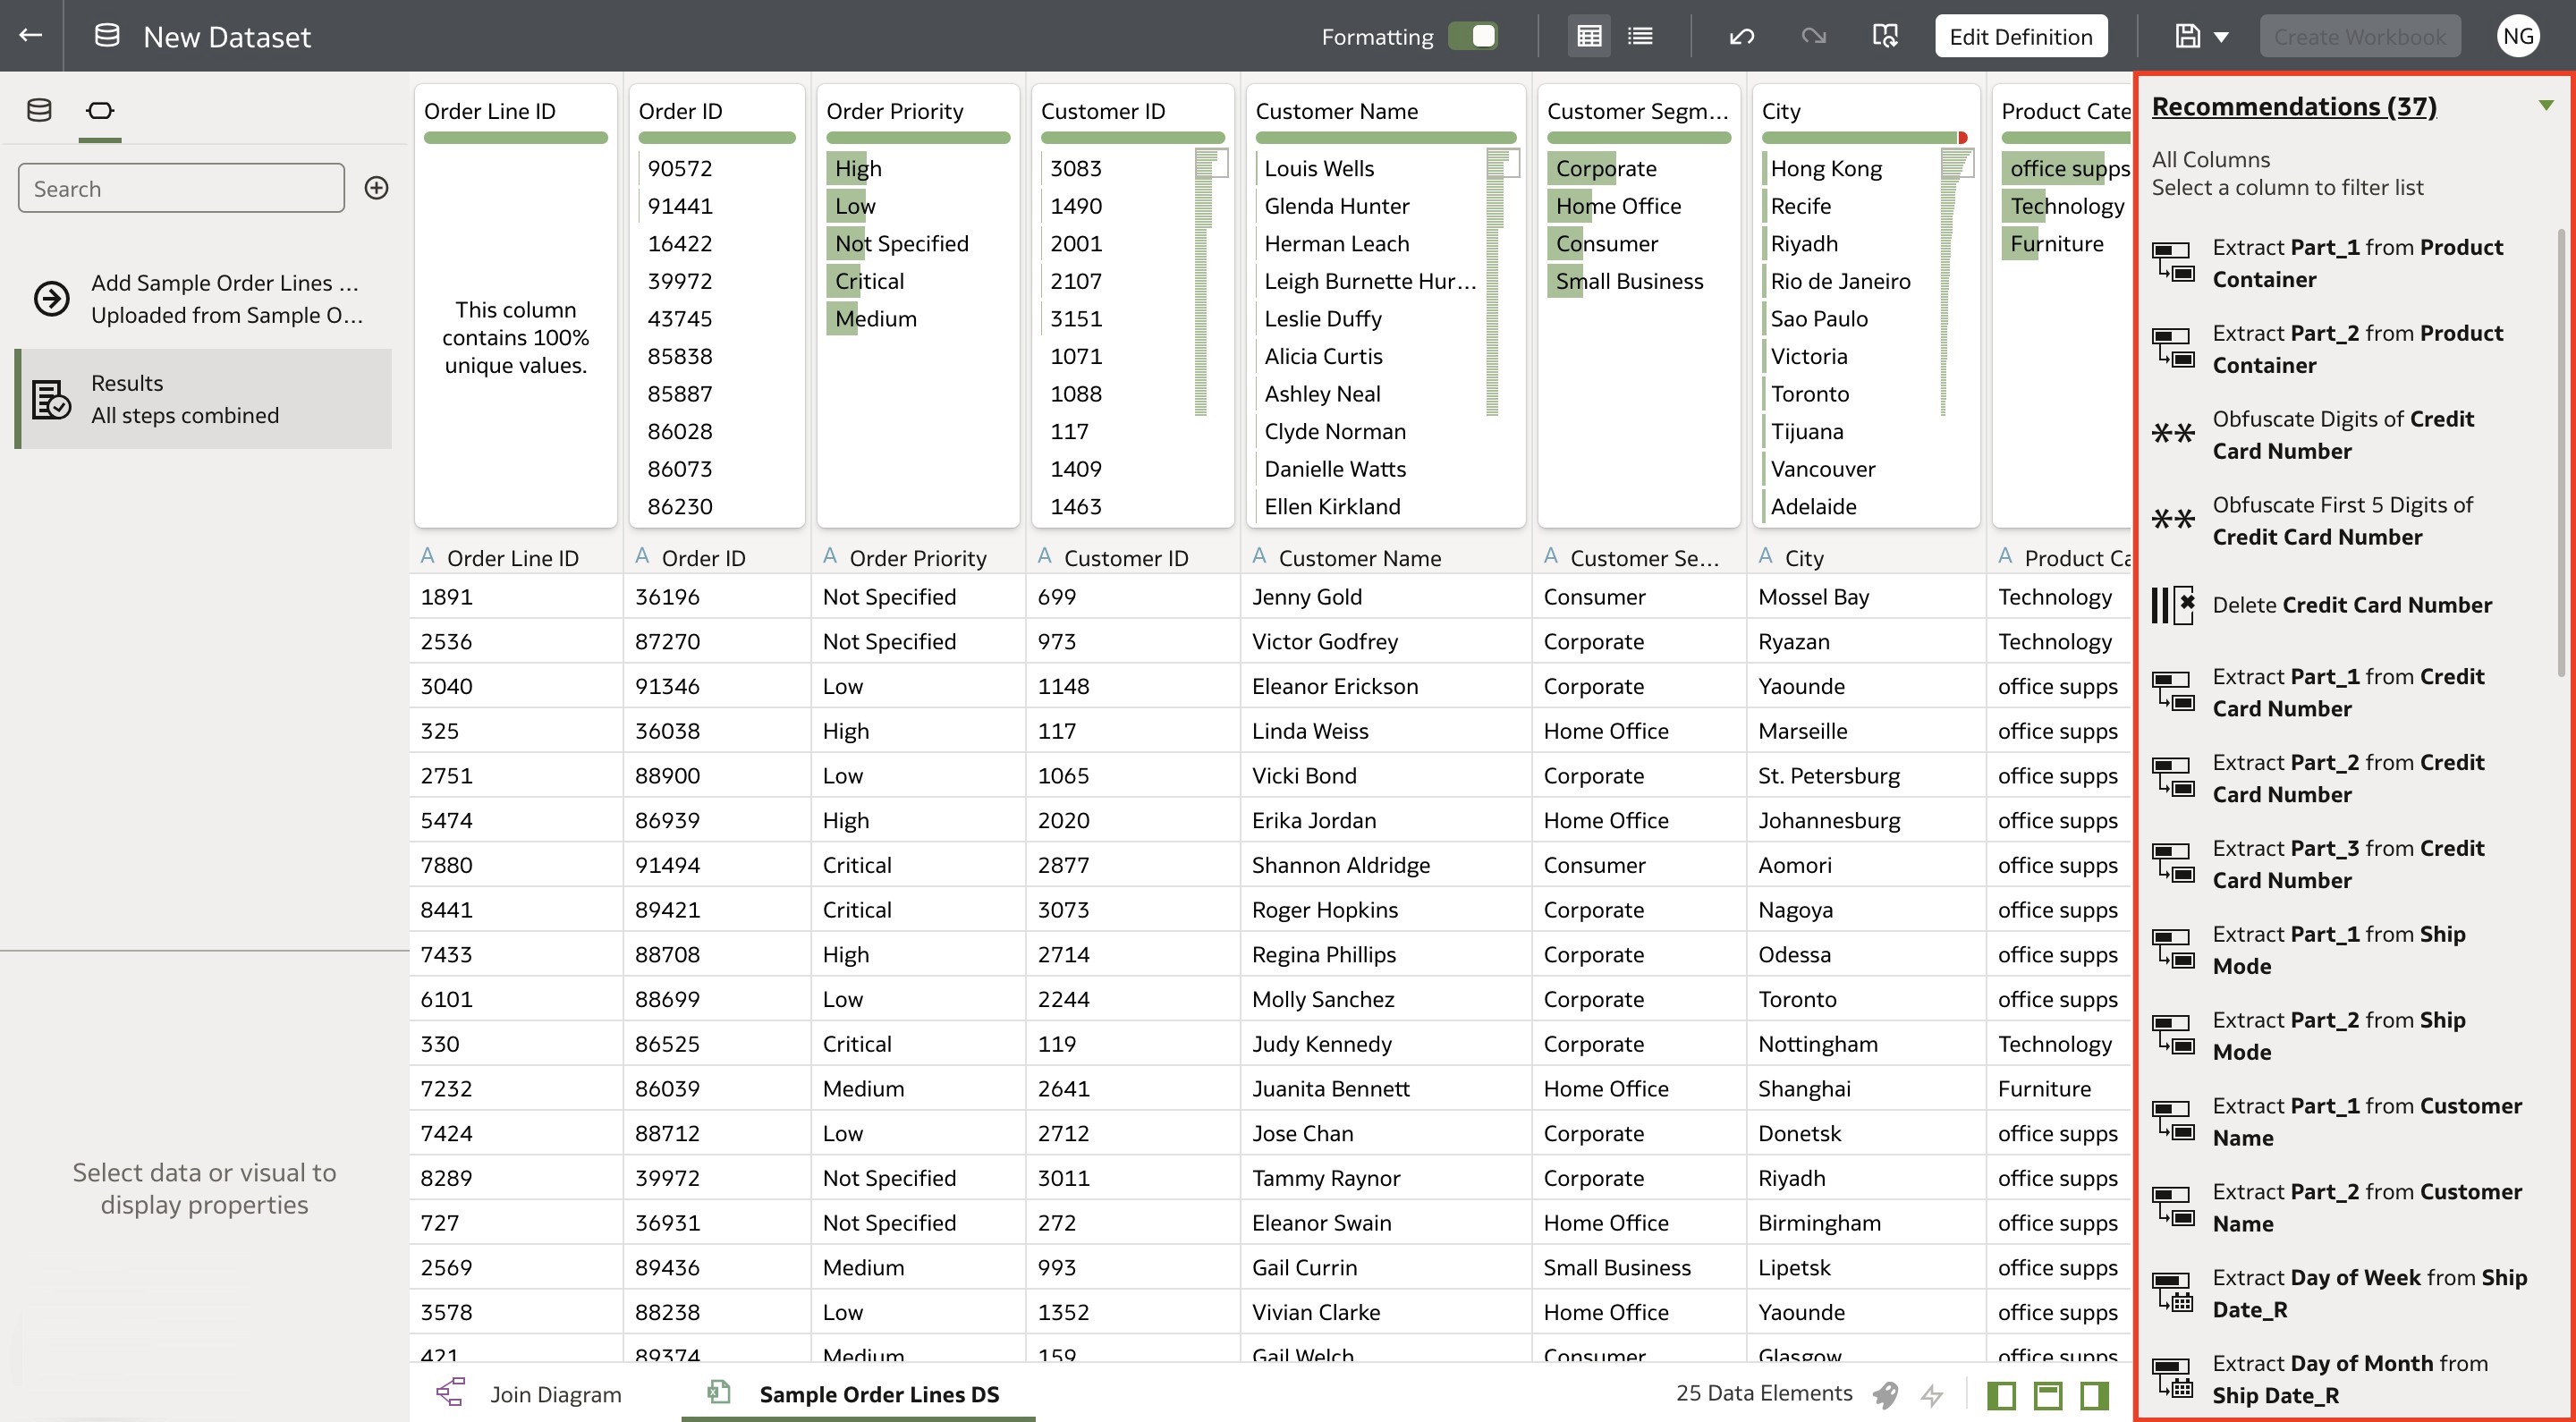 New Dataset
Formatting
Edit Definition
Create Workbook
NG
Search
Add Sample Order Lines ...
Uploaded from Sample O...
Results
All steps combined
Select data or visual to
display properties
Order Line ID
This column
contains 100%
unique values.
Order ID
90572
91441
16422
39972
43745
85838
85887
86028
86073
86230
Order Priority
High
Low
Not Specified
Critical
Medium
Customer ID
3083
1490
2001
2107
3151
1071
1088
117
1409
1463
Customer Name
Louis Wells
Glenda Hunter
Herman Leach
Leigh Burnette Hur...
Leslie Duffy
Alicia Curtis
Ashley Neal
Clyde Norman
Danielle Watts
Ellen Kirkland
Customer Segm...
Corporate
Home Office
Consumer
Small Business
City
Hong Kong
Recife
Riyadh
Rio de Janeiro
Sao Paulo
Victoria
Toronto
Tijuana
Vancouver
Adelaide
Product Cate
office supps
Technology
Furniture
A Order Line ID A Order ID A Order Priority A Customer ID A Customer Name A Customer Se... A City A Product Ca
1891 36196 Not Specified 699 Jenny Gold Consumer Mossel Bay Technology
2536 87270 Not Specified 973 Victor Godfrey Corporate Ryazan Technology
3040 91346 Low 1148 Eleanor Erickson Corporate Yaounde office supps
325 36038 High 117 Linda Weiss Home Office Marseille office supps
2751 88900 Low 1065 Vicki Bond Corporate St. Petersburg office supps
5474 86939 High 2020 Erika Jordan Home Office Johannesburg office supps
7880 91494 Critical 2877 Shannon Aldridge Consumer Aomori office supps
8441 89421 Critical 3073 Roger Hopkins Corporate Nagoya office supps
7433 88708 High 2714 Regina Phillips Corporate Odessa office supps
6101 88699 Low 2244 Molly Sanchez Corporate Toronto office supps
330 86525 Critical 119 Judy Kennedy Corporate Nottingham Technology
7232 86039 Medium 2641 Juanita Bennett Home Office Shanghai Furniture
7424 88712 Low 2712 Jose Chan Corporate Donetsk office supps
8289 39972 Not Specified 3011 Tammy Raynor Corporate Riyadh office supps
727 36931 Not Specified 272 Eleanor Swain Home Office Birmingham office supps
2569 89436 Medium 993 Gail Currin Small Business Lipetsk office supps
3578 88238 Low 1352 Vivian Clarke Home Office Yaounde office supps
421 89374 Medium 159 Gail Welch Consumer Glasgow office supps
Join Diagram
Sample Order Lines DS
25 Data Elements
Recommendations (37)
All Columns
Select a column to filter list
Extract Part_1 from Product
Container
Extract Part_2 from Product
Container
Obfuscate Digits of Credit
Card Number
Obfuscate First 5 Digits of
Credit Card Number
Delete Credit Card Number
Extract Part_1 from Credit
Card Number
Extract Part_2 from Credit
Card Number
Extract Part_3 from Credit
Card Number
Extract Part_1 from Ship
Mode
Extract Part_2 from Ship
Mode
Extract Part_1 from Customer
Name
Extract Part_2 from Customer
Name
Extract Day of Week from Ship
Date_R
Extract Day of Month from
Ship Date_R